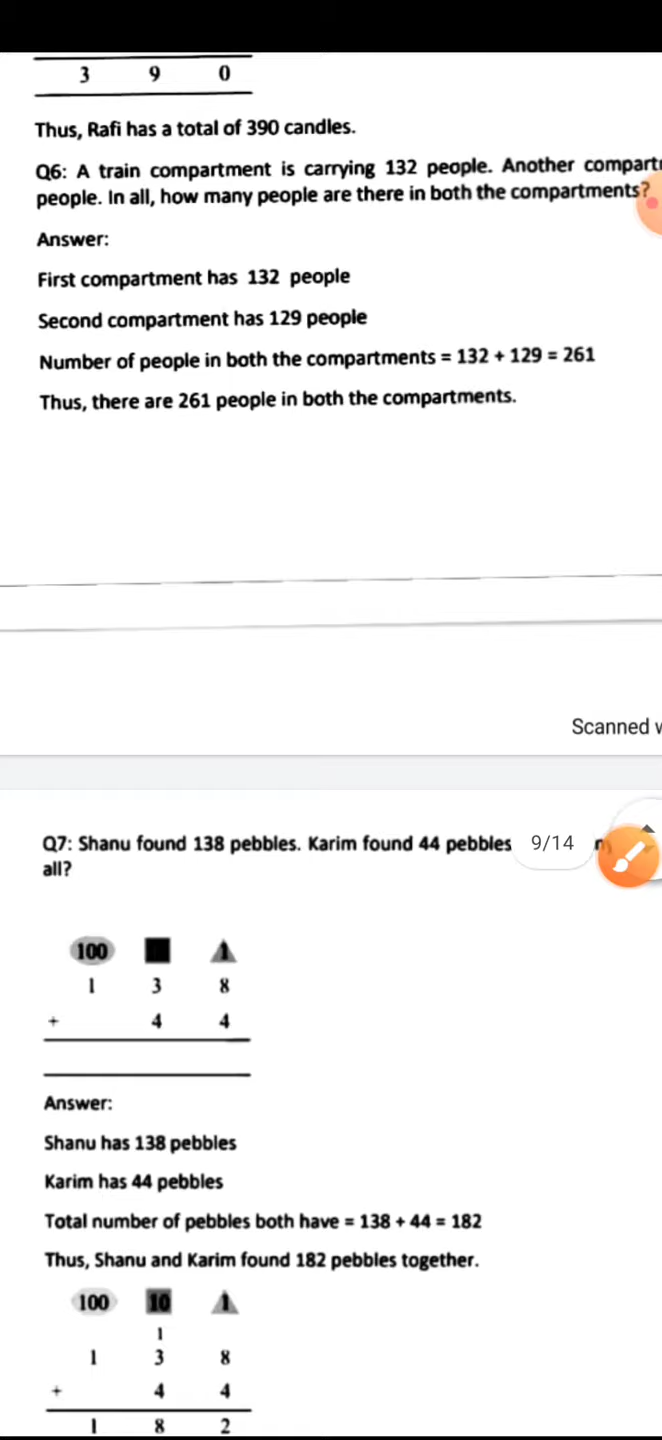 3 9 0
Thus, Rafi has a total of 390 candles.
Q6: A train compartment is carrying 132 people. Another
people. In all, how many people are there in both the compartments?
Answer:
First compartment has 132 people
Second compartment has 129 people
Number of people in both the compartments = 132 + 129 = 261
Thus, there are 261 people in both the compartments.
Scanned
Q7: Shanu found 138 pebbles. Karim found 44 pebbles 9/14
all?
100 1
1 3 8
+ 4 4
Answer:
Shanu has 138 pebbles
Karim has 44 pebbles
Total number of pebbles both have = 138 + 44 = 182
Thus, Shanu and Karim found 182 pebbles together.
100 10 1
1
1 3 8
+ 4 4
1 8 2